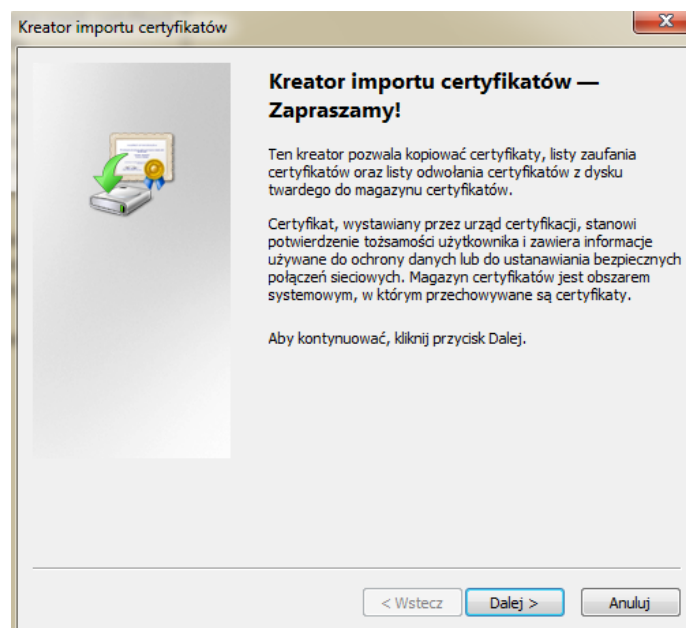 Kreator importu certyfikatów
Kreator importu certyfikatów —
Zapraszamy!
Ten kreator pozwala kopiować certyfikaty, listy zaufania
certyfikatów oraz listy odwołania certyfikatów z dysku
twardego do magazynu certyfikatów.
Certyfikat, wystawiany przez urząd certyfikacji, stanowi
potwierdzenie tożsamości użytkownika i zawiera informacje
używane do ochrony danych lub do ustanawiania bezpiecznych
połączeń sieciowych. Magazyn certyfikatów jest obszarem
systemowym, w którym przechowywane są certyfikaty.
Aby kontynuować, kliknij przycisk Dalej.
< Wstecz Dalej > Anuluj